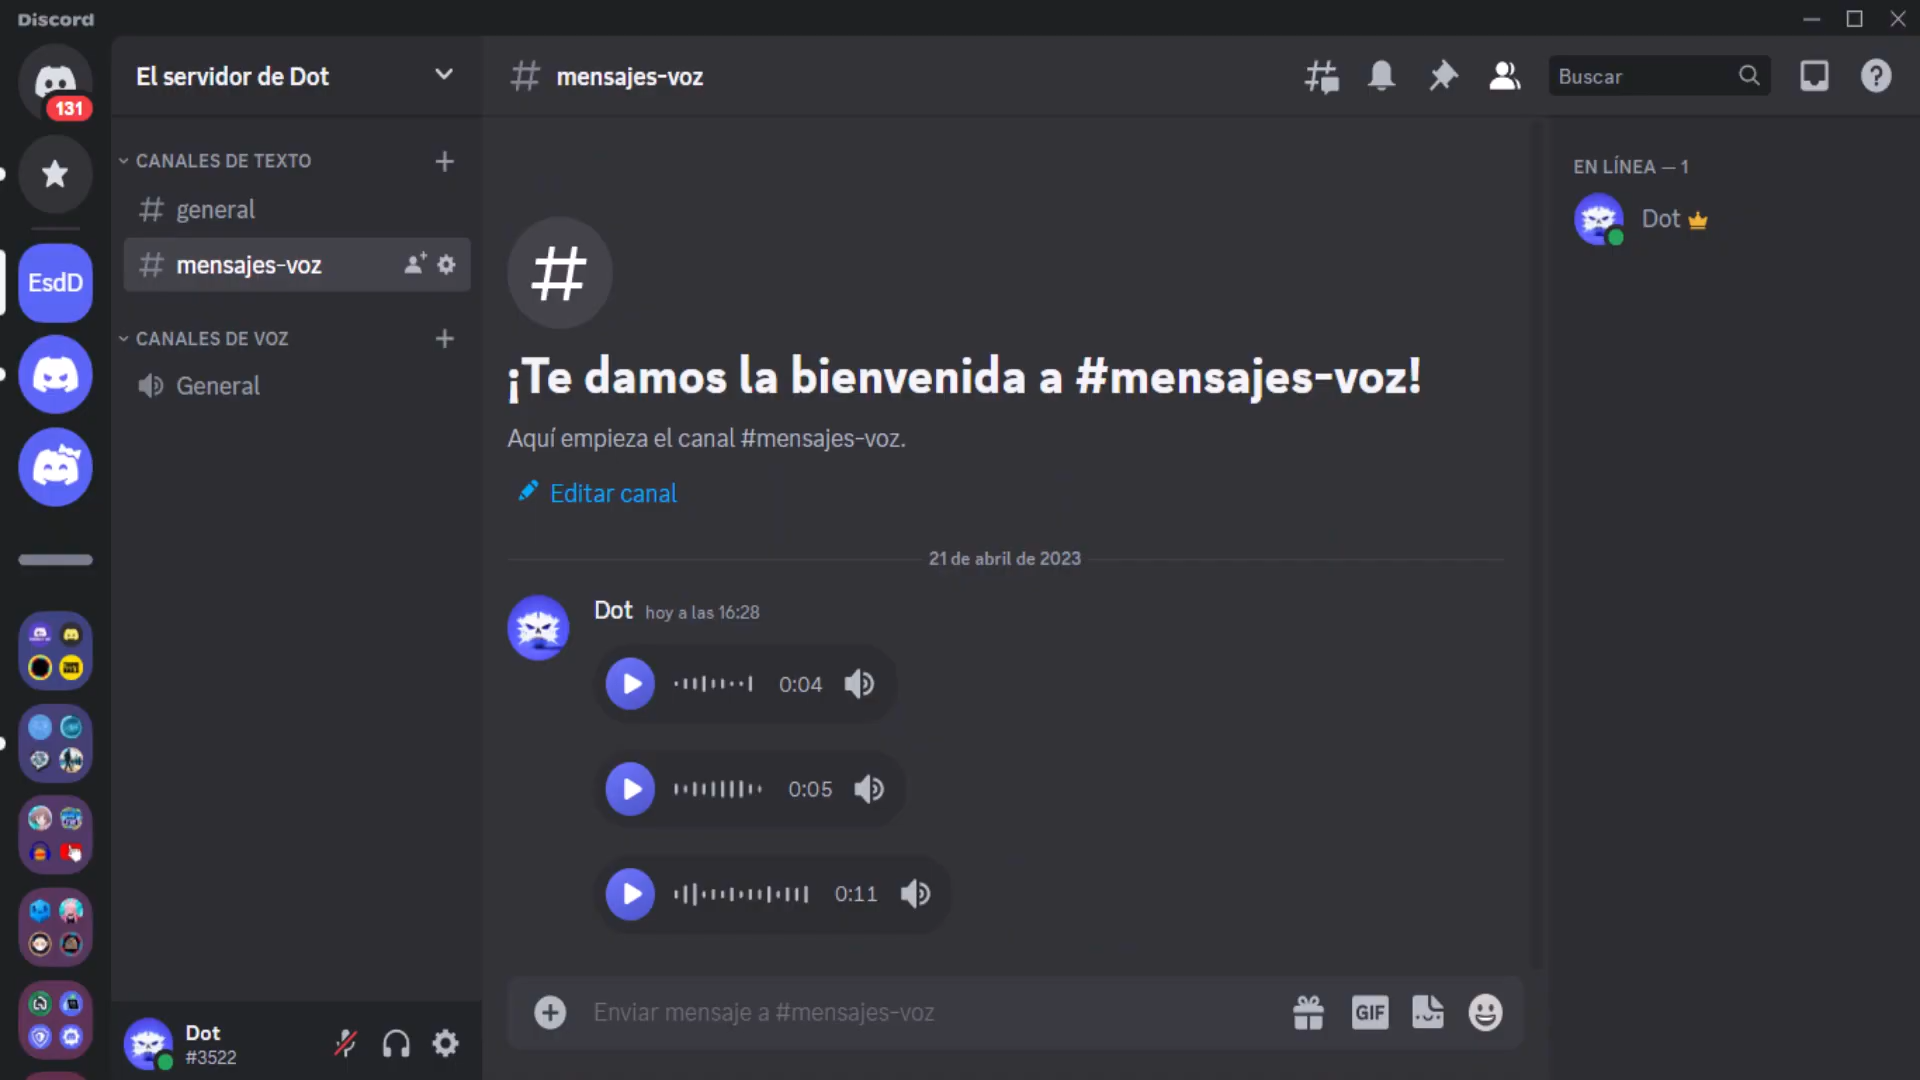 Discord
131
EsdD
El servidor de Dot
CANALES DE TEXTO
general
mensajes-voz
CANALES DE VOZ
General
Dot
#3522
mensajes-voz
Buscar
¡Te damos la bienvenida a #mensajes-voz!
Aquí empieza el canal #mensajes-voz.
Editar canal
21 de abril de 2023
Dot hoy a las 16:28
0:04
0:05
0:11
Enviar mensaje a #mensajes-voz
GIF
EN LÍNEA — 1
Dot